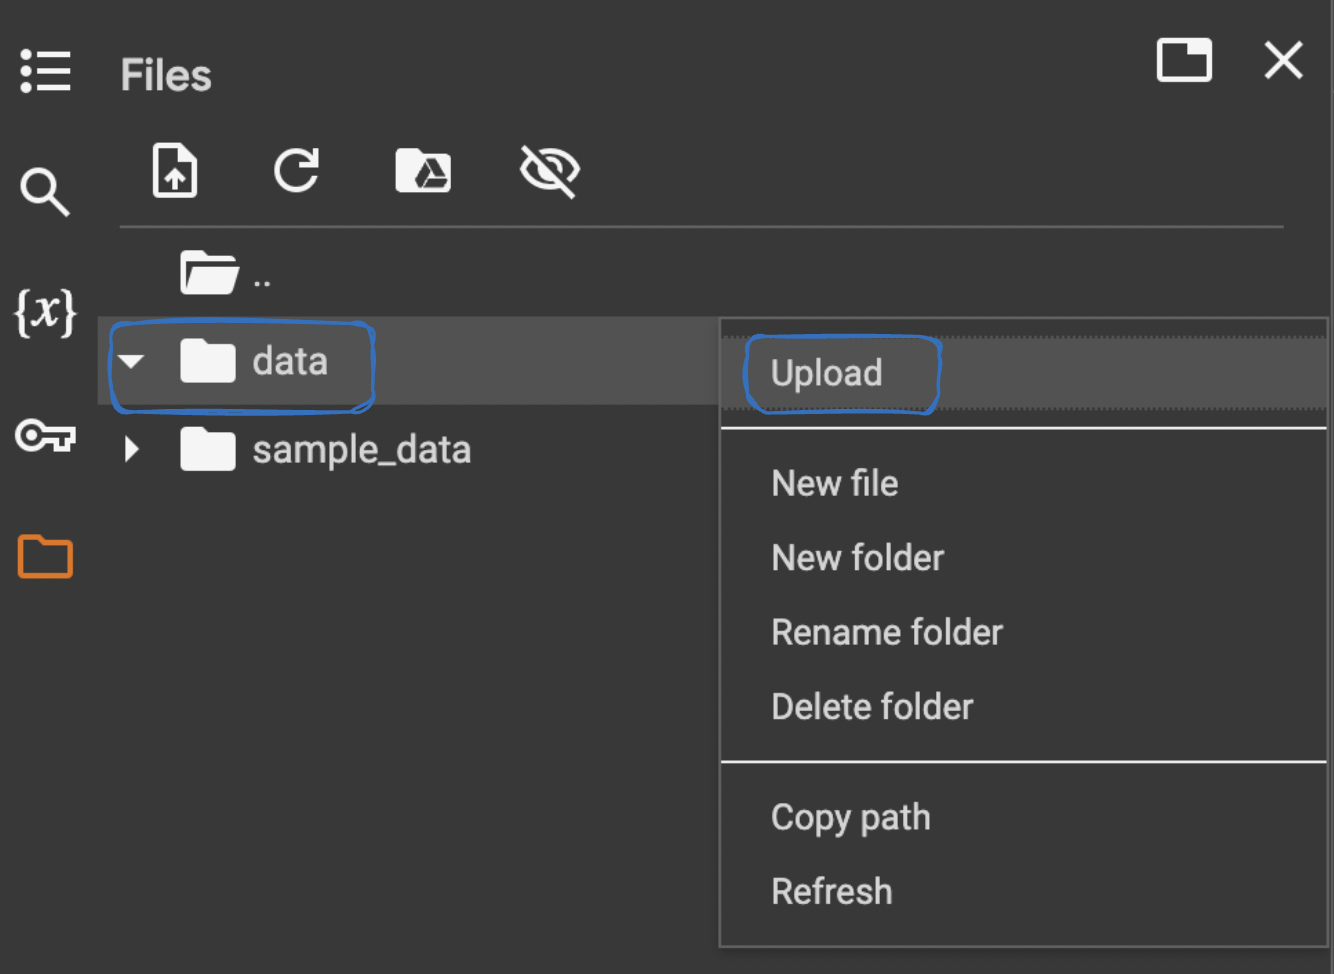 Files
..
{x}
data
Upload
sample_data
New file
New folder
Rename folder
Delete folder
Copy path
Refresh